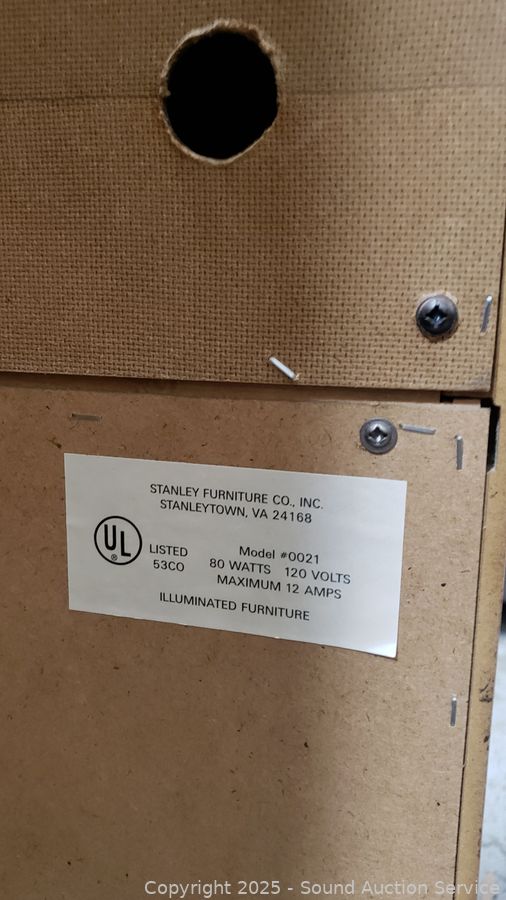 STANLEY FURNITURE CO., INC.
STANLEYTOWN, VA 24168
UL
®
LISTED
53CO
Model #0021
80 WATTS 120 VOLTS
MAXIMUM 12 AMPS
ILLUMINATED FURNITURE
Copyright 2025 - Sound Auction Service